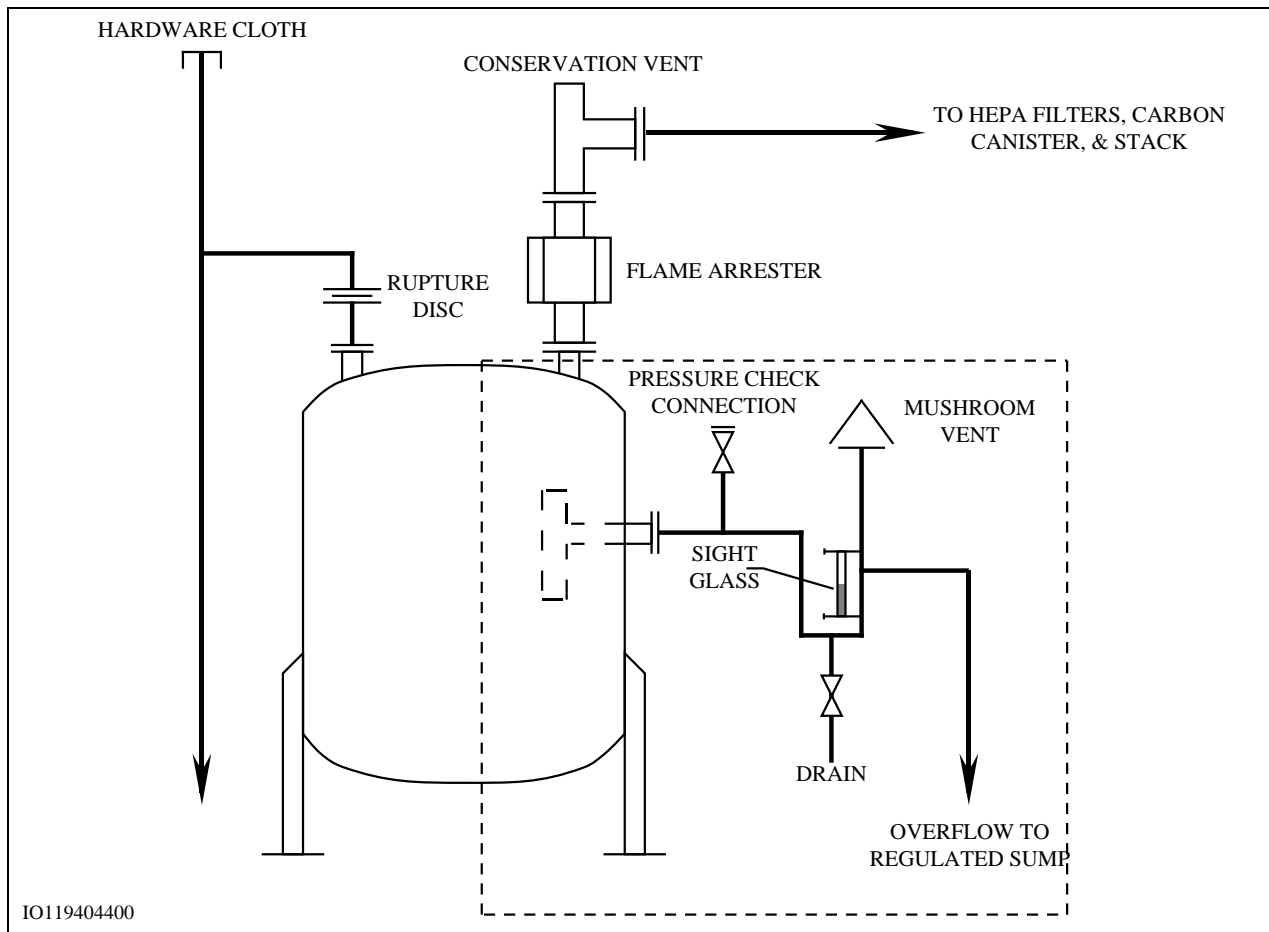 HARDWARE CLOTH
CONSERVATION VENT
TO HEPA FILTERS, CARBON
CANISTER, & STACK
FLAME ARRESTER
RUPTURE
DISC
PRESSURE CHECK
CONNECTION
MUSHROOM
VENT
SIGHT
GLASS
DRAIN
OVERFLOW TO
REGULATED SUMP
IO119404400